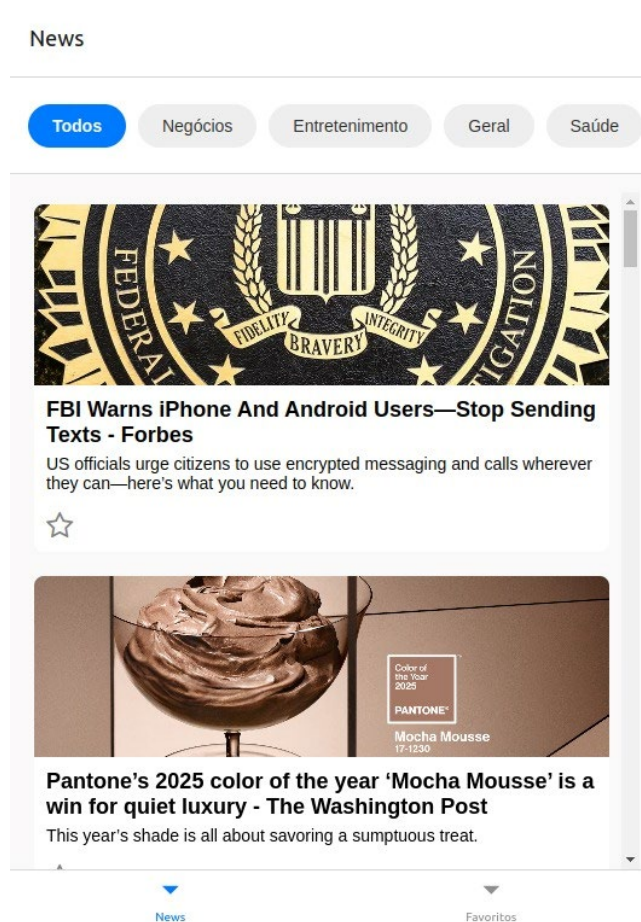 News
Todos
Negócios
Entretenimento
Geral
Saúde
FEDERAL
FIDELITY
BRAVERY
INTEGRITY
FBI Warns iPhone And Android Users—Stop Sending
Texts - Forbes
US officials urge citizens to use encrypted messaging and calls wherever
they can—here’s what you need to know.
Color of
the Year
2025
PANTONE®
Mocha Mousse
17-1230
Pantone’s 2025 color of the year ‘Mocha Mousse’ is a
win for quiet luxury - The Washington Post
This year’s shade is all about savoring a sumptuous treat.
News
Favoritos